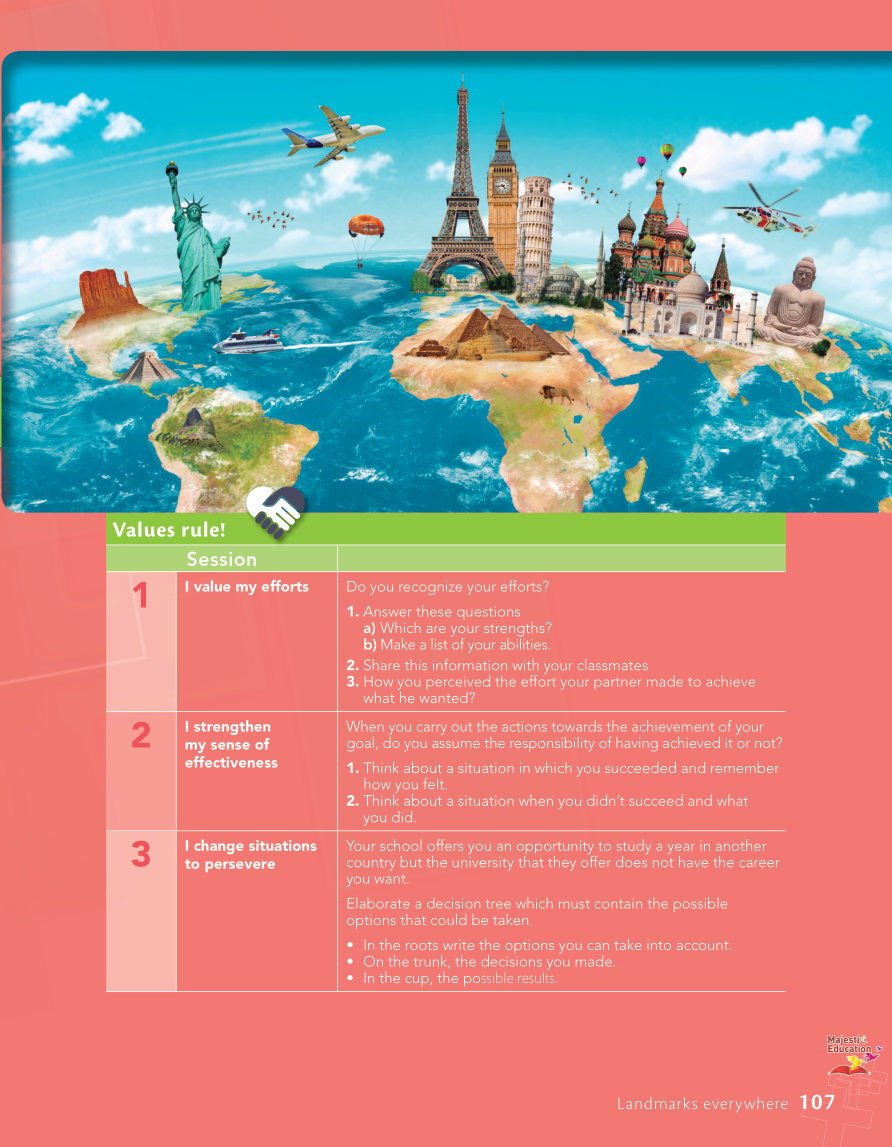 Values rule!
Session
1
I value my efforts
Do you recognize your efforts?
1. Answer these questions
a) Which are your strengths?
b) Make a list of your abilities.
2. Share this information with your classmates
3. How you perceived the effort your partner made to achieve
what he wanted?
2
I strengthen
my sense of
effectiveness
When you carry out the actions towards the achievement of your
goal, do you assume the responsibility of having achieved it or not?
1. Think about a situation in which you succeeded and remember
how you felt.
2. Think about a situation when you didn't succeed and what
you did.
3
I change situations
to persevere
Your school offers you an opportunity to study a year in another
country but the university that they offer does not have the career
you want.
Elaborate a decision tree which must contain the possible
options that could be taken.
• In the roots write the options you can take into account.
• On the trunk, the decisions you made.
• In the cup, the possible results.
Majestic
Education
Landmarks everywhere 107